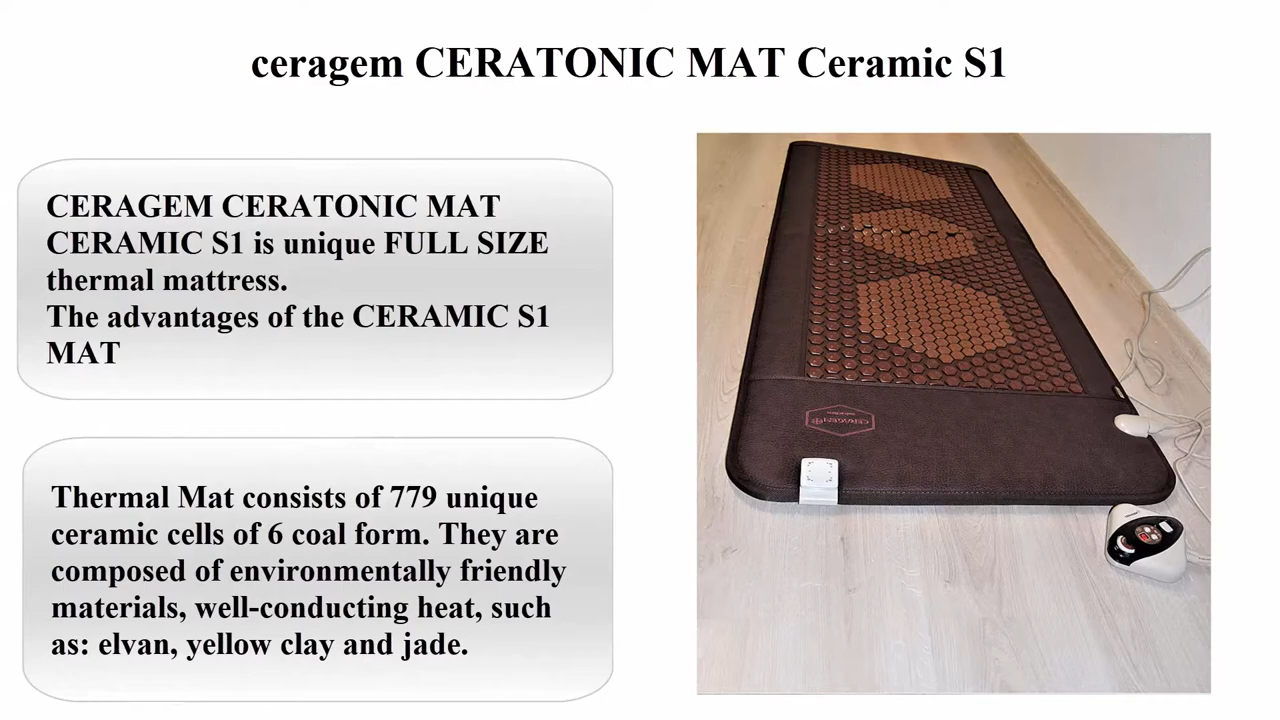 ceragem CERATONIC MAT Ceramic S1
CERAGEM CERATONIC MAT
CERAMIC S1 is unique FULL SIZE
thermal mattress.
The advantages of the CERAMIC S1
MAT
Thermal Mat consists of 779 unique
ceramic cells of 6 coal form. They are
composed of environmentally friendly
materials, well-conducting heat, such
as: elvan, yellow clay and jade.
CERAGEM